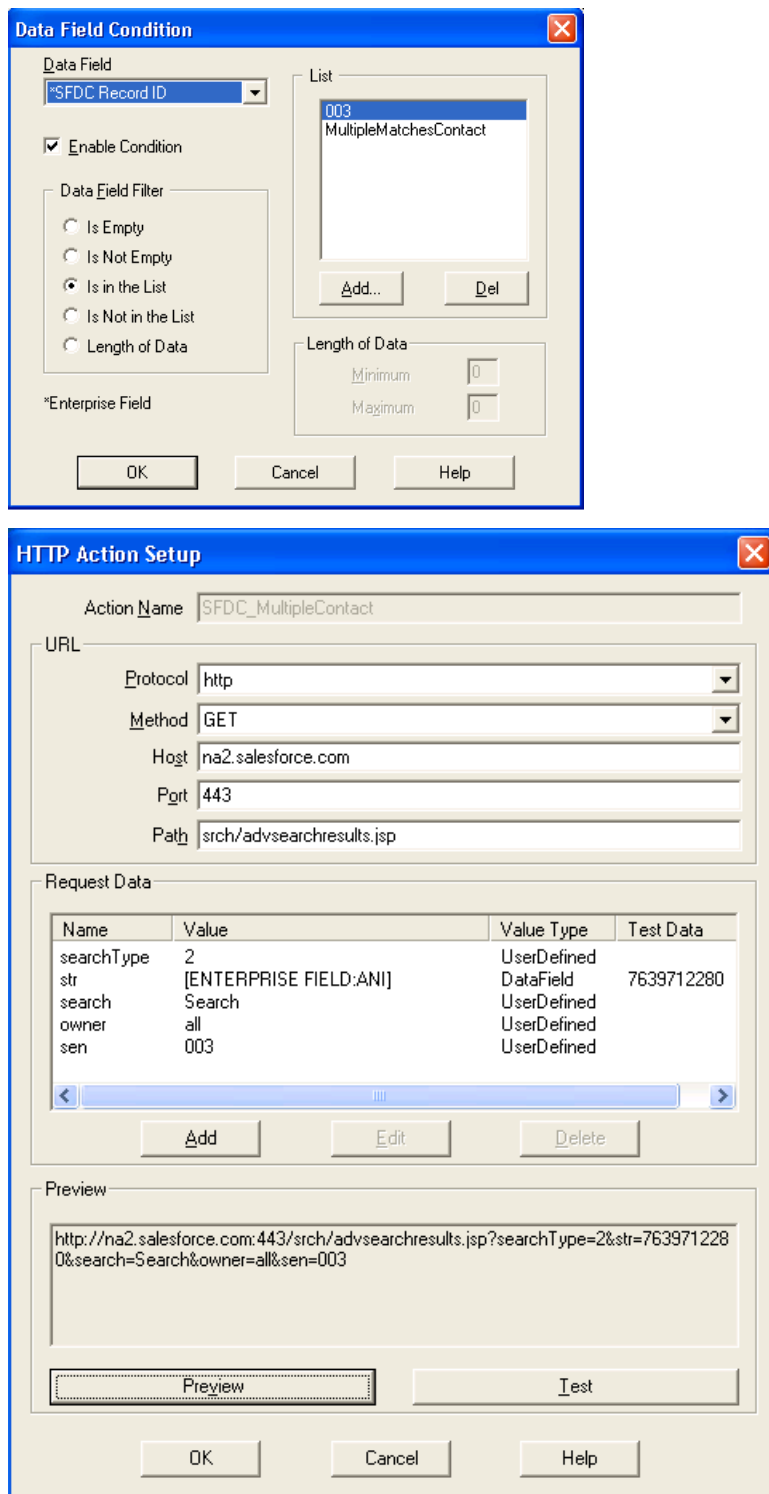 Data Field Condition
Data Field
*SFDC Record ID
Enable Condition
Data Field Filter
Is Empty
Is Not Empty
Is in the List
Is Not in the List
Length of Data
*Enterprise Field
List
003
MultipleMatchesContact
Add... Del
Length of Data
Minimum 0
Maximum 0
OK Cancel Help
HTTP Action Setup
Action Name SFDC_MultipleContact
URL
Protocol http
Method GET
Host na2.salesforce.com
Port 443
Path srch/advsearchresults.jsp
Request Data
Name Value Value Type Test Data
searchType 2 UserDefined
str [ENTERPRISE FIELD:ANI] DataField 7639712280
search Search UserDefined
owner all UserDefined
sen 003 UserDefined
Add Edit Delete
Preview
http://na2.salesforce.com:443/srch/advsearchresults.jsp?searchType=2&str=763971228
0&search=Search&owner=all&sen=003
Preview Test
OK Cancel Help